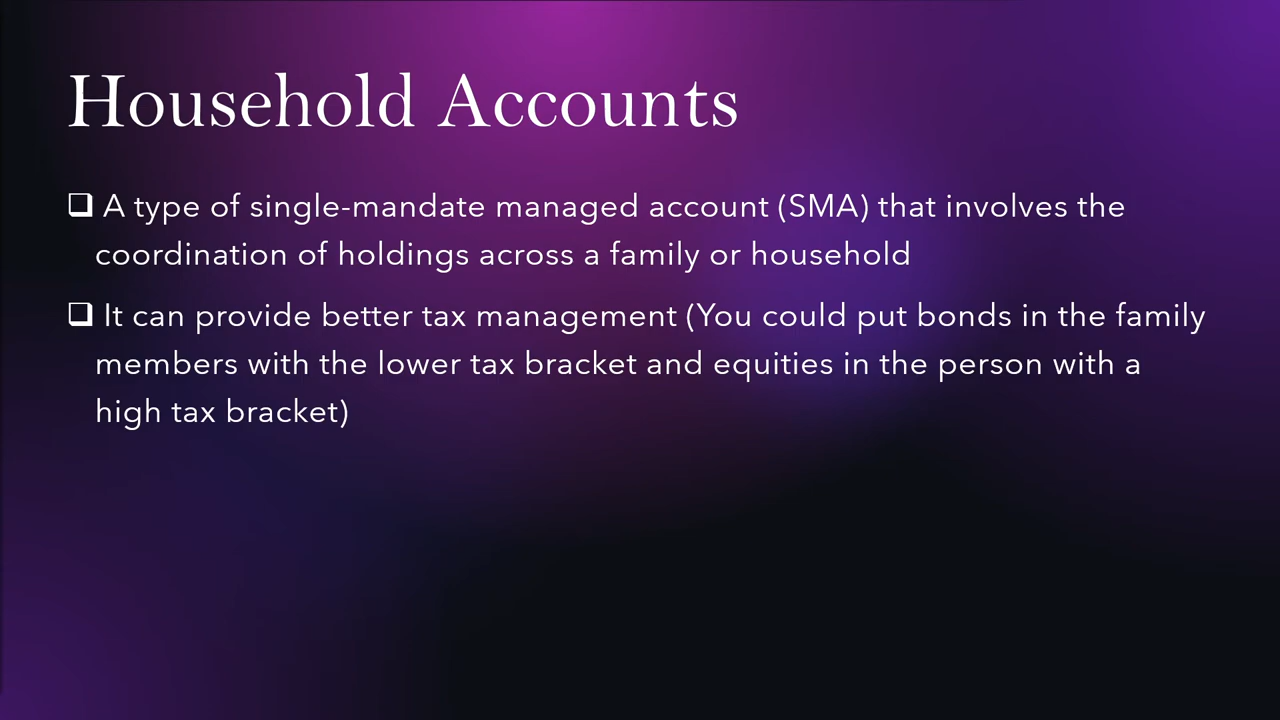 Household Accounts
❑ A type of single-mandate managed account (SMA) that involves the
coordination of holdings across a family or household
❑ It can provide better tax management (You could put bonds in the family
members with the lower tax bracket and equities in the person with a
high tax bracket)